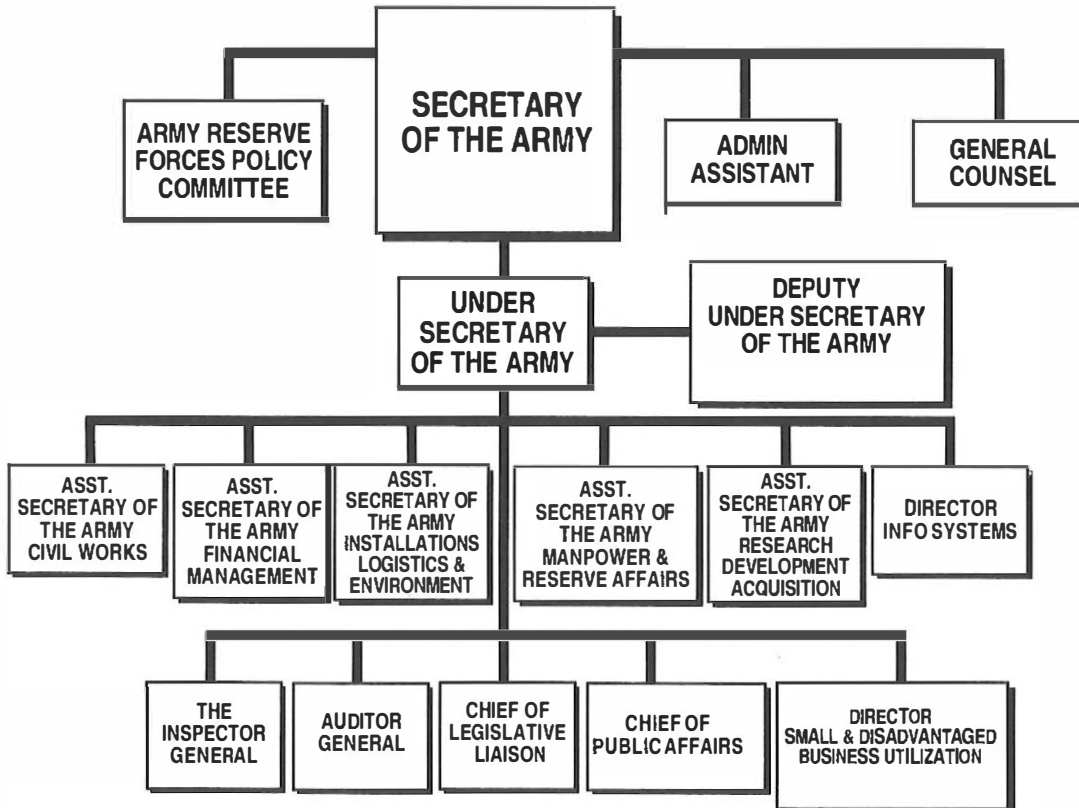 SECRETARY
OF THE ARMY
ARMY RESERVE
FORCES POLICY
COMMITTEE
ADMIN
ASSISTANT
GENERAL
COUNSEL
UNDER
SECRETARY
OF THE ARMY
DEPUTY
UNDER SECRETARY
OF THE ARMY
ASST.
SECRETARY OF
THE ARMY
CIVIL WORKS
ASST.
SECRETARY OF
THE ARMY
FINANCIAL
MANAGEMENT
ASST.
SECRETARY OF
THE ARMY
INSTALLATIONS
LOGISTICS &
ENVIRONMENT
ASST.
SECRETARY OF
THE ARMY
MANPOWER &
RESERVE AFFAIRS
ASST.
SECRETARY OF
THE ARMY
RESEARCH
DEVELOPMENT
ACQUISITION
DIRECTOR
INFO SYSTEMS
THE
INSPECTOR
GENERAL
AUDITOR
GENERAL
CHIEF OF
LEGISLATIVE
LIAISON
CHIEF OF
PUBLIC AFFAIRS
DIRECTOR
SMALL & DISADVANTAGED
BUSINESS UTILIZATION